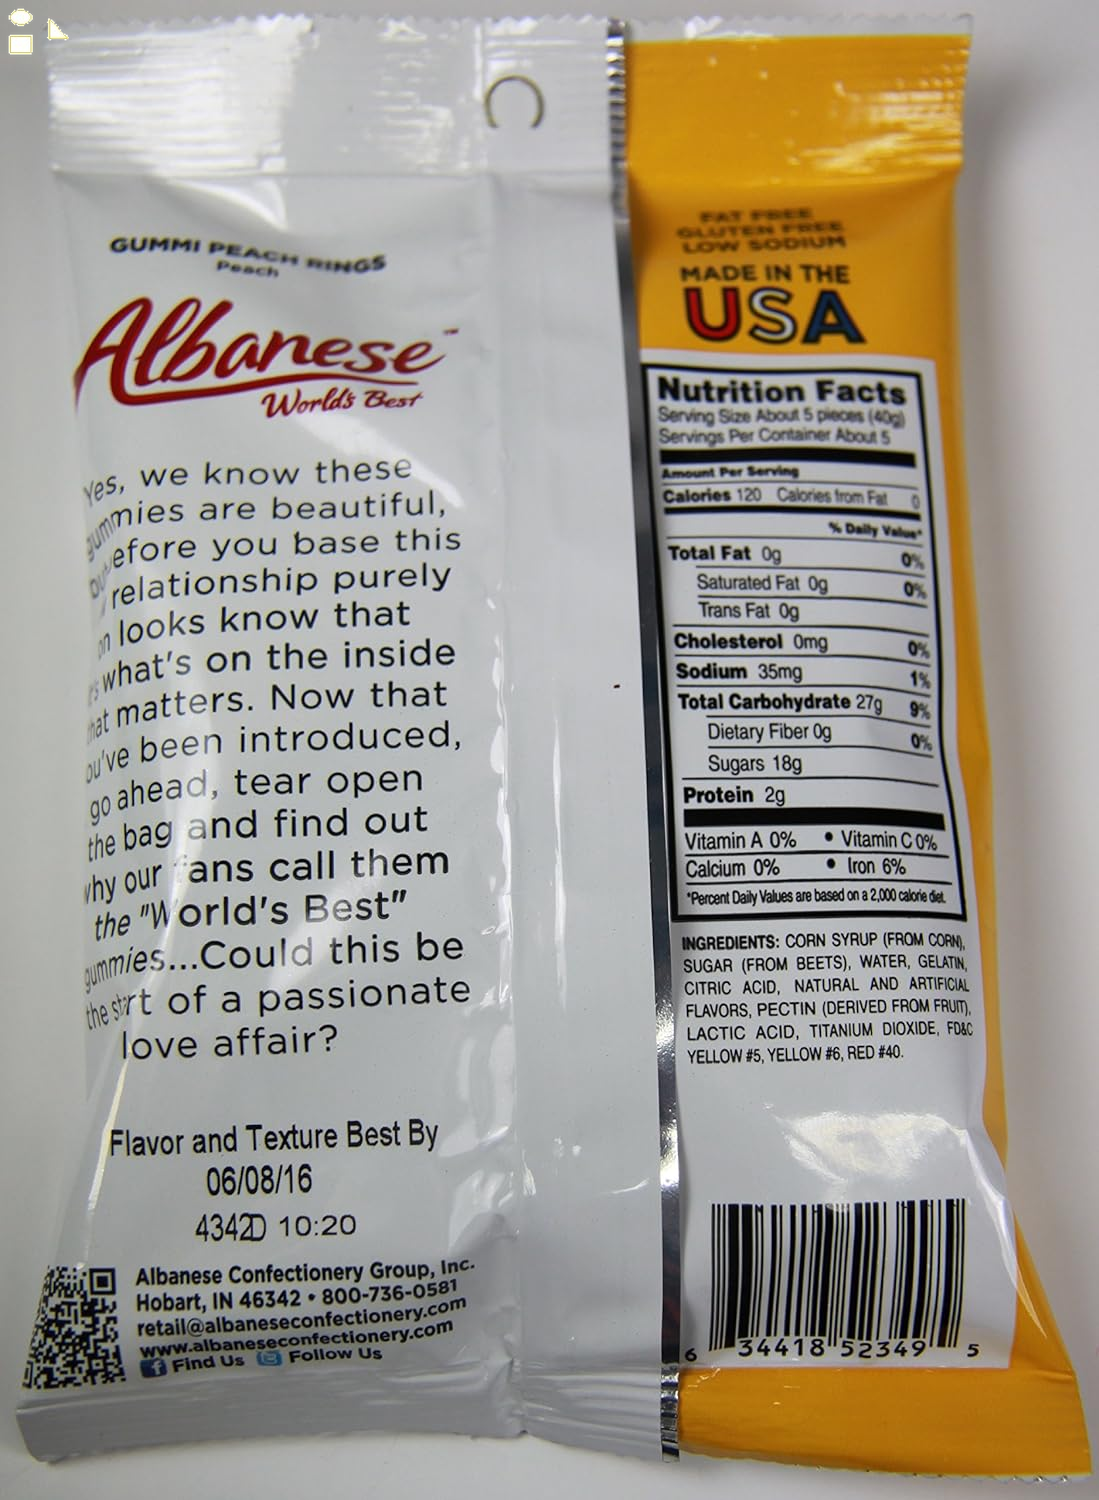 GUMMI PEACH RINGS
Peach
Albanese™
World's Best
Yes, we know these
gummies are beautiful,
but before you base this
relationship purely
on looks know that
it's what's on the inside
that matters. Now that
you've been introduced,
go ahead, tear open
the bag and find out
why our fans call them
the "World's Best"
gummies...Could this be
the start of a passionate
love affair?
Flavor and Texture Best By
06/08/16
4342D 10:20
Albanese Confectionery Group, Inc.
Hobart, IN 46342 • 800-736-0581
retail@albaneseconfectionery.com
www.albaneseconfectionery.com
Find Us Follow Us
FAT FREE
GLUTEN FREE
LOW SODIUM
MADE IN THE
USA
Nutrition Facts
Serving Size About 5 pieces (40g)
Servings Per Container About 5
Amount Per Serving
Calories 120 Calories from Fat 0
% Daily Value*
Total Fat 0g 0%
Saturated Fat 0g 0%
Trans Fat 0g
Cholesterol 0mg 0%
Sodium 35mg 1%
Total Carbohydrate 27g 9%
Dietary Fiber 0g 0%
Sugars 18g
Protein 2g
Vitamin A 0% • Vitamin C 0%
Calcium 0% • Iron 6%
*Percent Daily Values are based on a 2,000 calorie diet.
INGREDIENTS: CORN SYRUP (FROM CORN),
SUGAR (FROM BEETS), WATER, GELATIN,
CITRIC ACID, NATURAL AND ARTIFICIAL
FLAVORS, PECTIN (DERIVED FROM FRUIT),
LACTIC ACID, TITANIUM DIOXIDE, FD&C
YELLOW #5, YELLOW #6, RED #40.
6 34418 52349 5